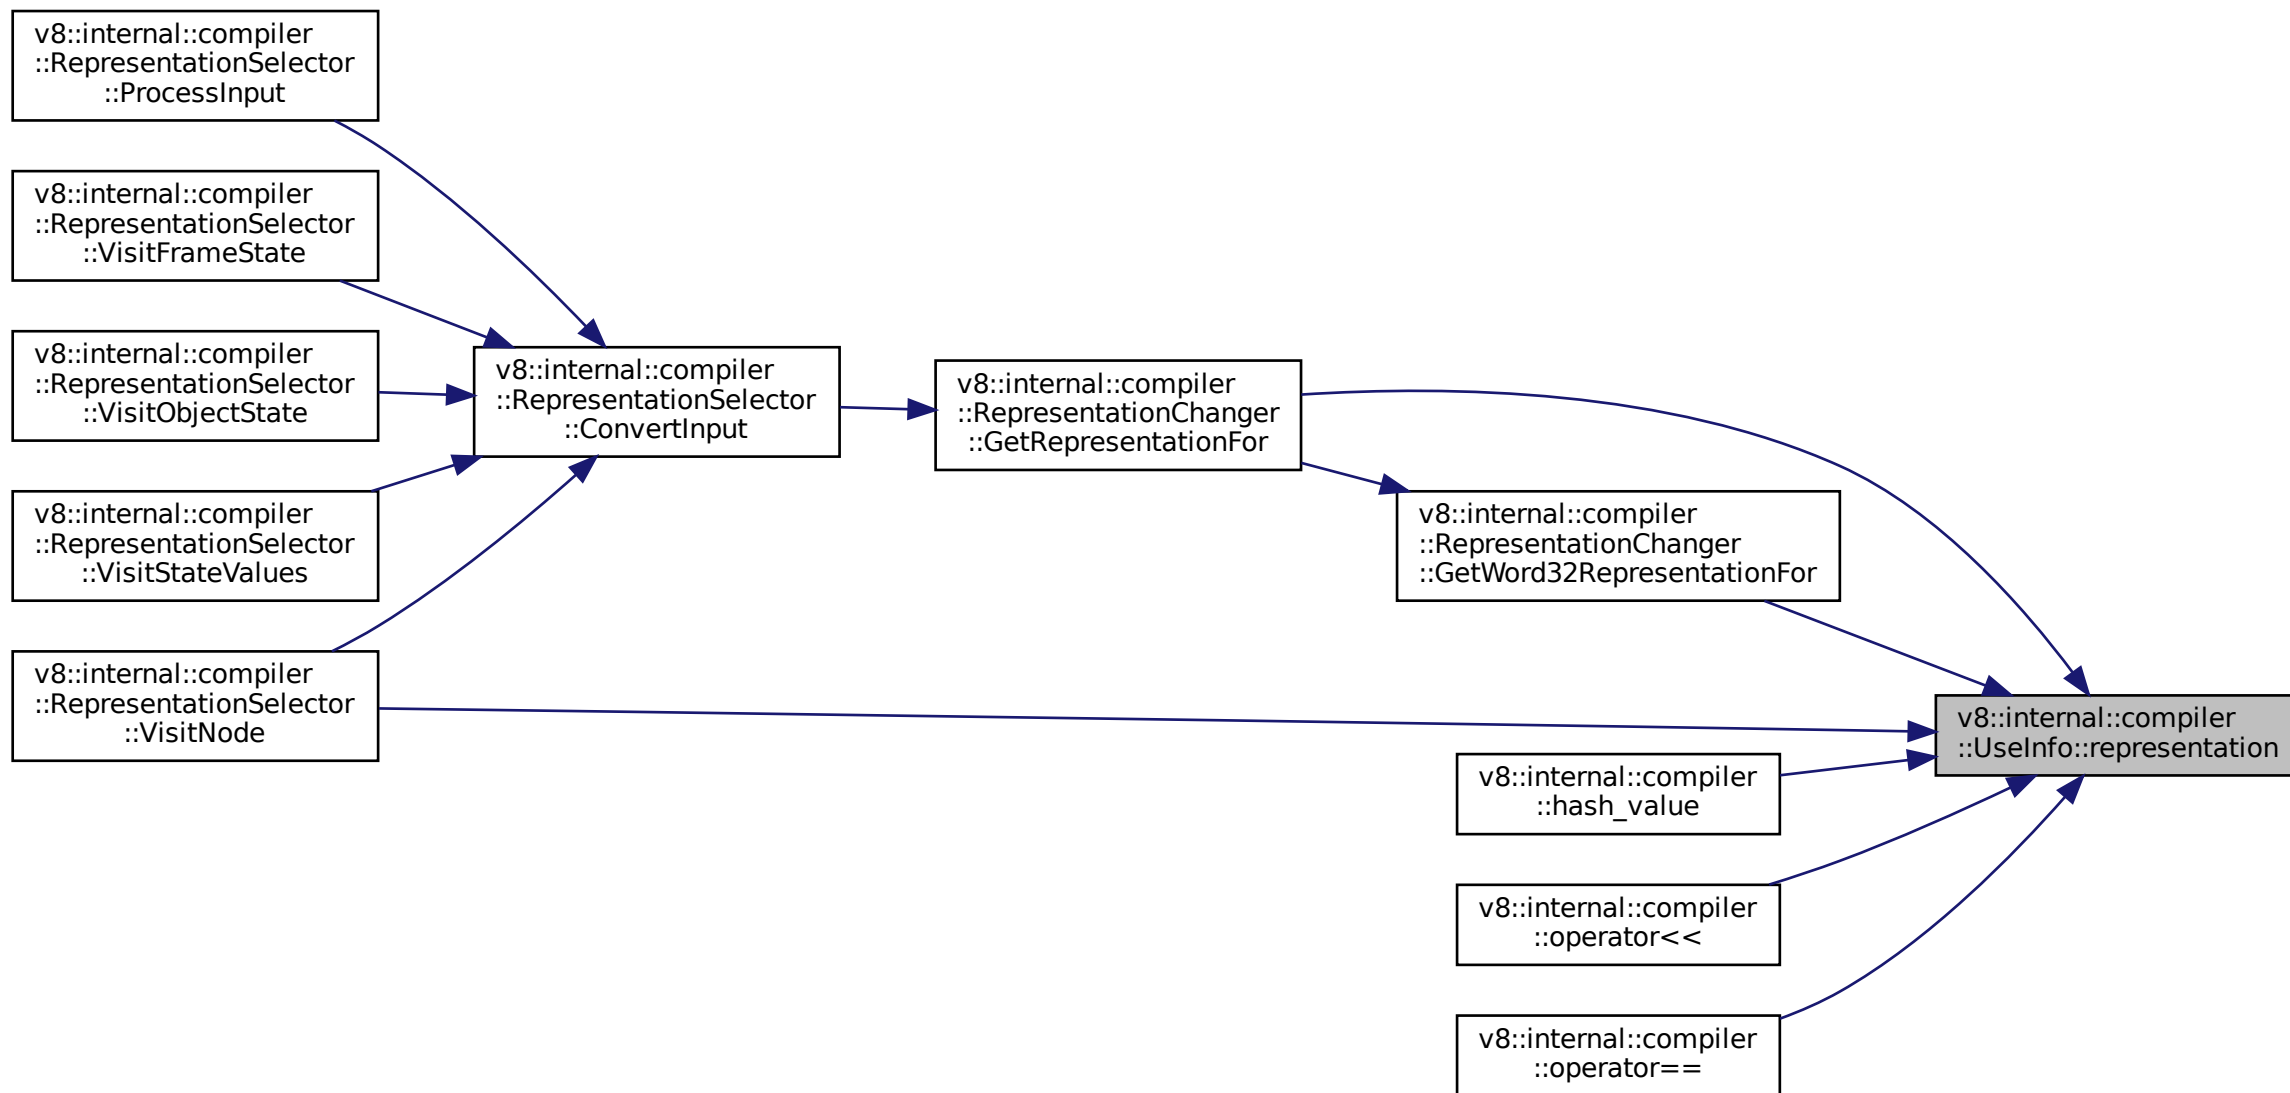 v8::internal::compiler
::RepresentationSelector
::ProcessInput
v8::internal::compiler
::RepresentationSelector
::VisitFrameState
v8::internal::compiler
::RepresentationSelector
::VisitObjectState
v8::internal::compiler
::RepresentationSelector
::VisitStateValues
v8::internal::compiler
::RepresentationSelector
::VisitNode
v8::internal::compiler
::RepresentationSelector
::ConvertInput
v8::internal::compiler
::RepresentationChanger
::GetRepresentationFor
v8::internal::compiler
::RepresentationChanger
::GetWord32RepresentationFor
v8::internal::compiler
::hash_value
v8::internal::compiler
::operator<<
v8::internal::compiler
::operator==
v8::internal::compiler
::UseInfo::representation